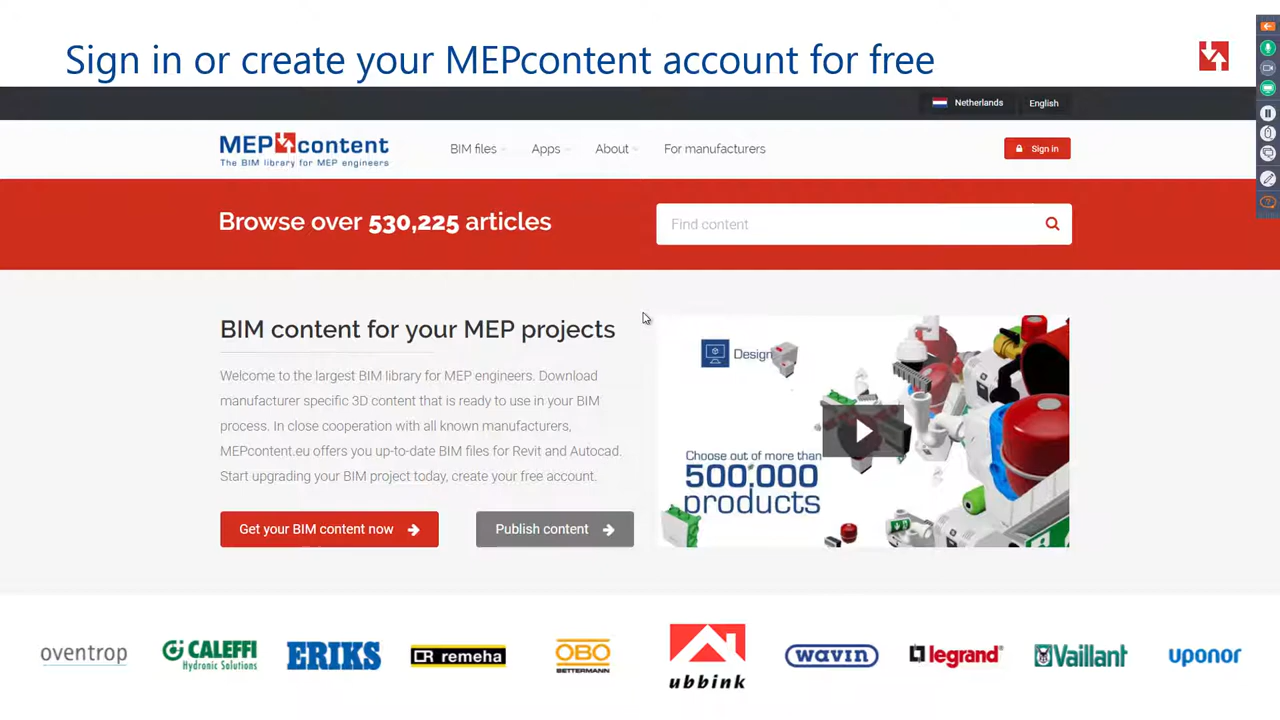 Sign in or create your MEPcontent account for free
Netherlands English
MEPcontent
The BIM library for MEP engineers
BIM files Apps About For manufacturers Sign in
Browse over 530,225 articles
Find content
BIM content for your MEP projects
Welcome to the largest BIM library for MEP engineers. Download
manufacturer specific 3D content that is ready to use in your BIM
process. In close cooperation with all known manufacturers,
MEPcontent.eu offers you up-to-date BIM files for Revit and Autocad.
Start upgrading your BIM project today, create your free account.
Get your BIM content now
Publish content
Design
Choose out of more than
500.000
products
oventrop
CALEFFI
Hydronic Solutions
ERIKS
remeha
OBO
BETTERMANN
ubbink
wavin
legrand
Vaillant
uponor